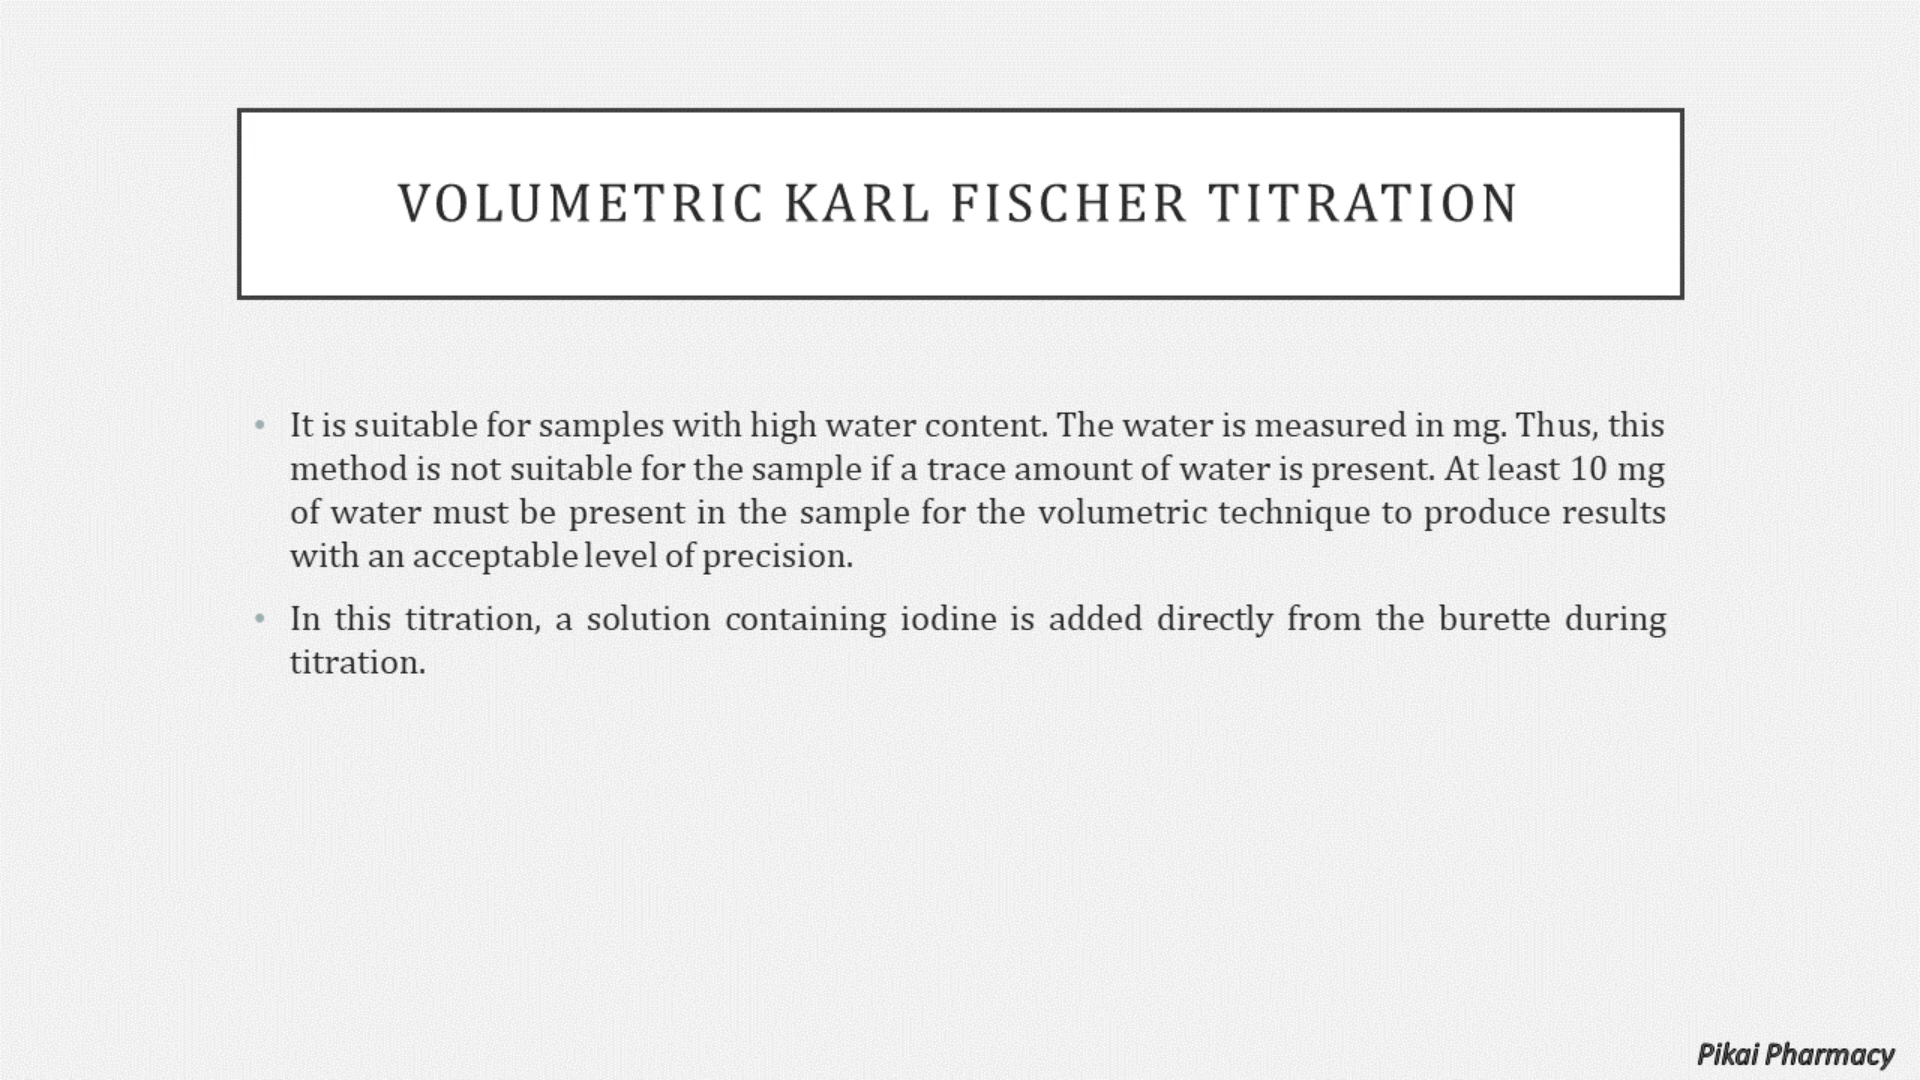 VOLUMETRIC KARL FISCHER TITRATION
• It is suitable for samples with high water content. The water is measured in mg. Thus, this
method is not suitable for the sample if a trace amount of water is present. At least 10 mg
of water must be present in the sample for the volumetric technique to produce results
with an acceptable level of precision.
• In this titration, a solution containing iodine is added directly from the burette during
titration.
Pikai Pharmacy